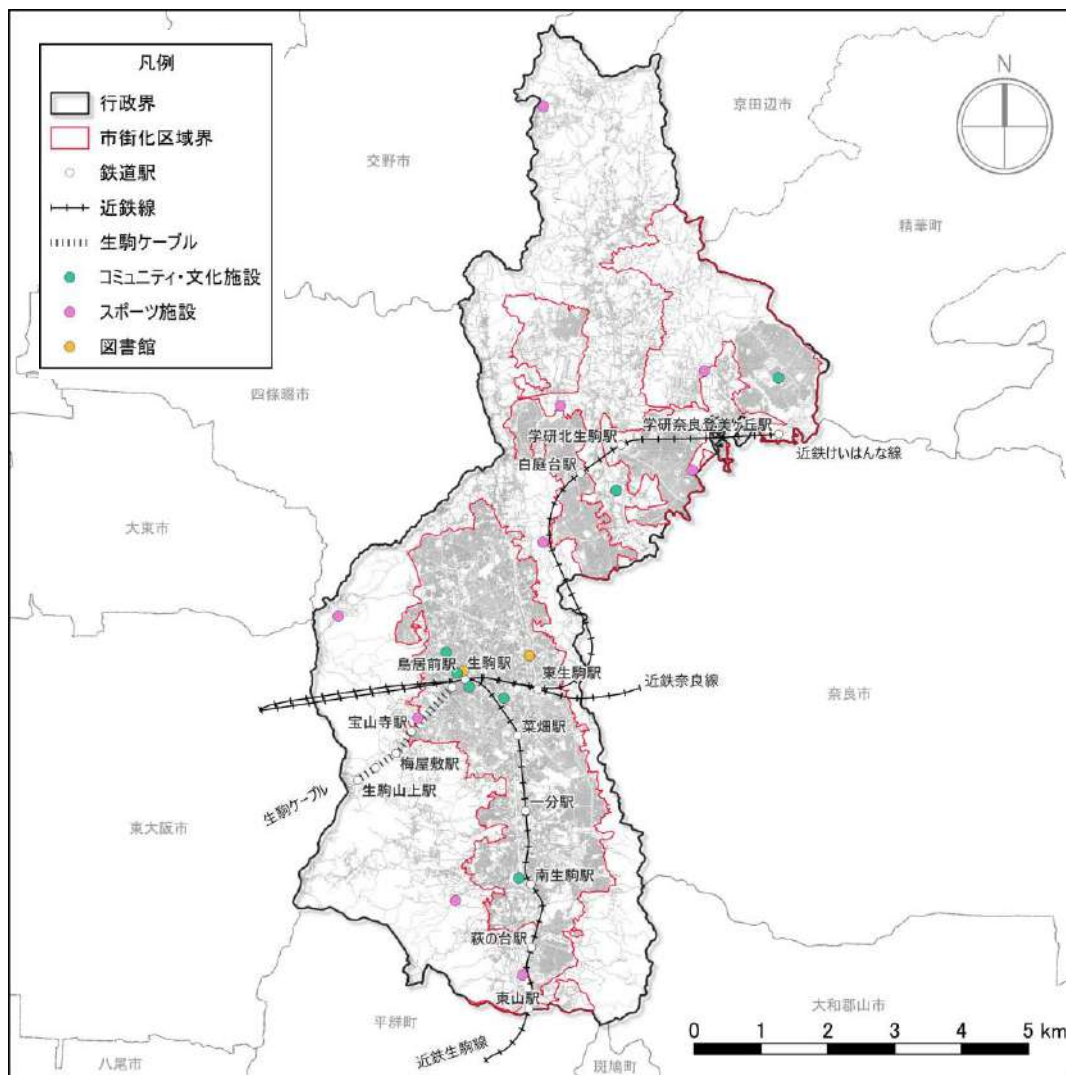 凡例
行政界
市街化区域界
鉄道駅
近鉄線
生駒ケーブル
コミュニティ・文化施設
スポーツ施設
図書館
N
京田辺市
交野市
精華町
四條畷市
学研北生駒駅
学研奈良登美ケ丘駅
近鉄けいはんな線
白庭台駅
大東市
鳥居前駅
生駒駅
東生駒駅
近鉄奈良線
奈良市
宝山寺駅
菜畑駅
梅屋敷駅
生駒山上駅
生駒ケーブル
一分駅
東大阪市
南生駒駅
萩の台駅
東山駅
大和郡山市
平群町
近鉄生駒線
八尾市
斑鳩町
0 1 2 3 4 5 km